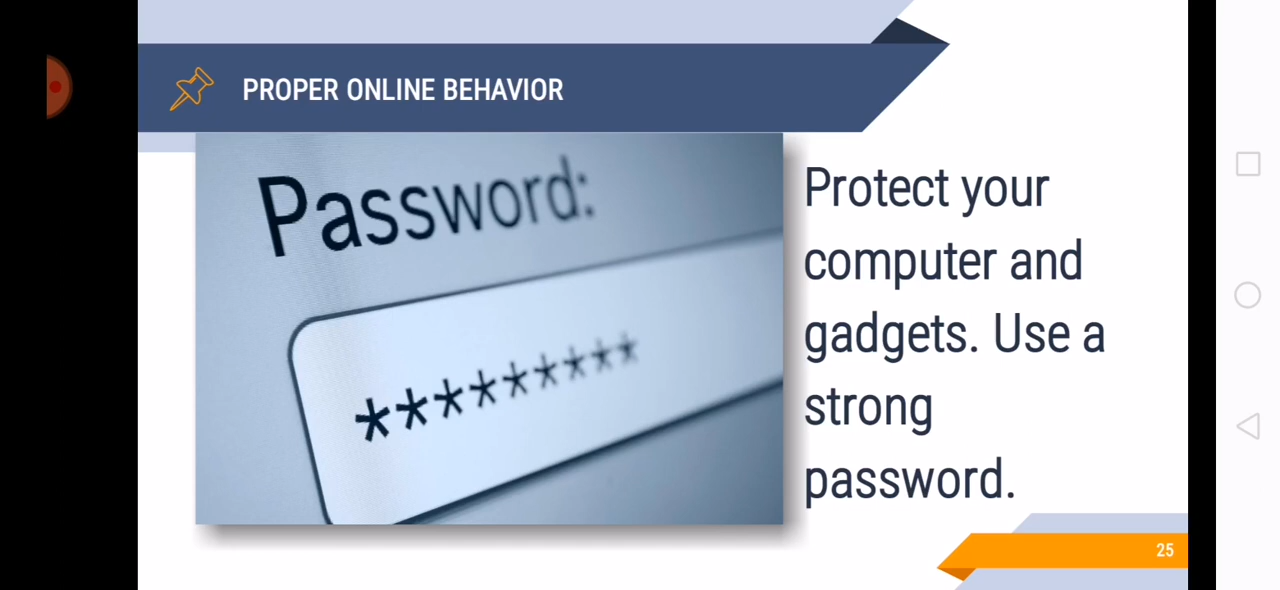 PROPER ONLINE BEHAVIOR
Password:
*********
Protect your
computer and
gadgets. Use a
strong
password.
25